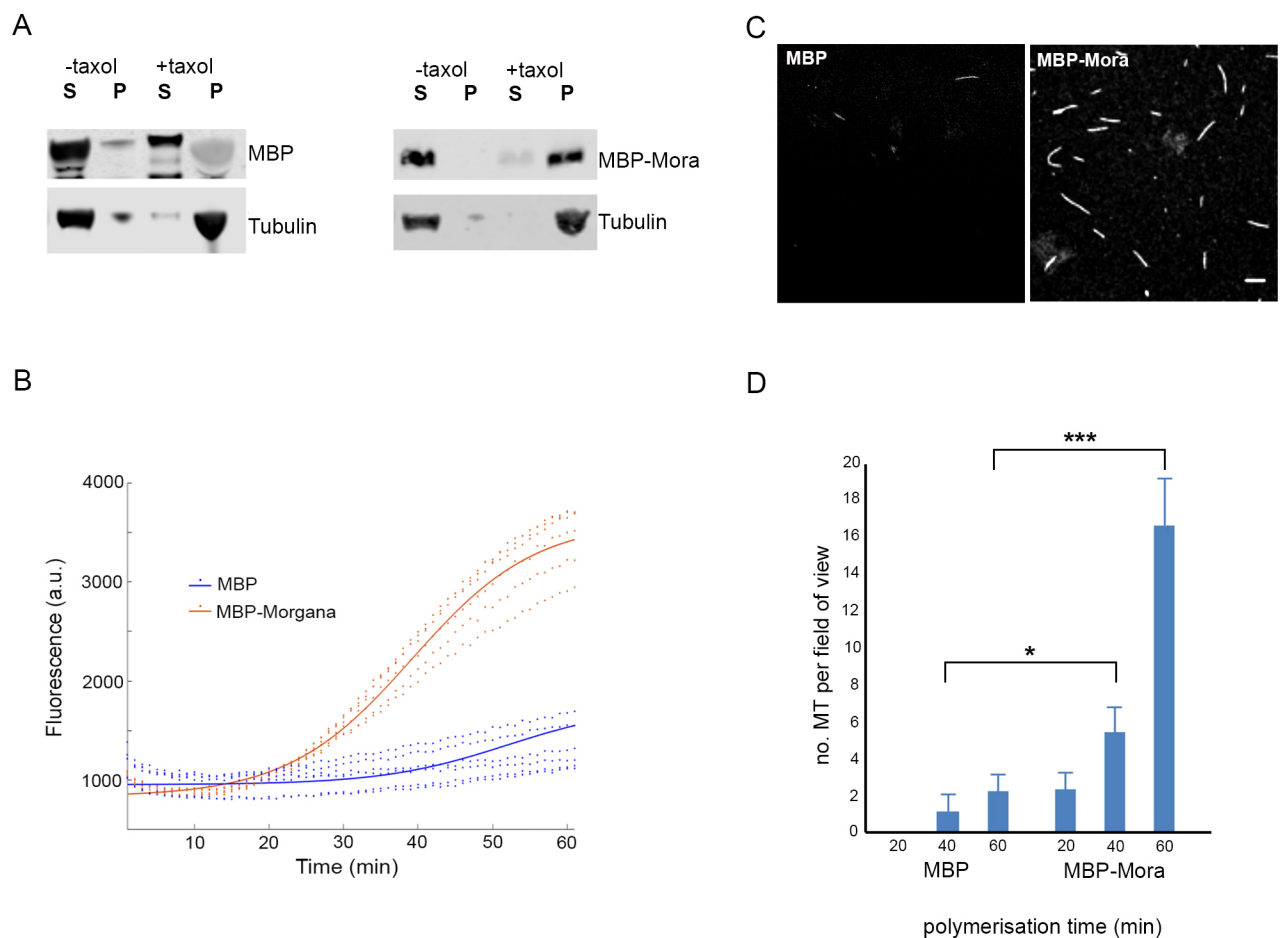 A
-taxol +taxol
S P S P
MBP
Tubulin
-taxol +taxol
S P S P
MBP-Mora
Tubulin
C
MBP
MBP-Mora
B
4000
3000
2000
1000
Fluorescence (a.u.)
MBP
MBP-Morgana
10 20 30 40 50 60
Time (min)
D
***
*
20
18
16
14
12
10
8
6
4
2
0
no. MT per field of view
20 40 60 20 40 60
MBP MBP-Mora
polymerisation time (min)